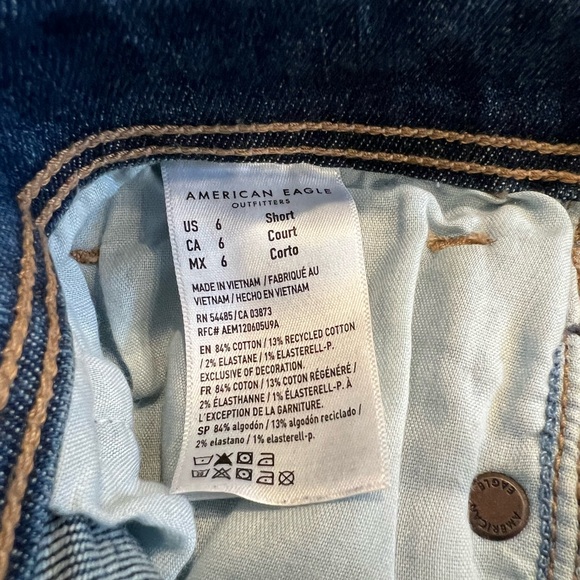 AMERICAN EAGLE
OUTFITTERS
US 6 Short
CA 6 Court
MX 6 Corto
MADE IN VIETNAM / FABRIQUÉ AU
VIETNAM / HECHO EN VIETNAM
RN 54485 / CA 03873
RFC# AEM120605U9A
EN 84% COTTON / 13% RECYCLED COTTON
/ 2% ELASTANE / 1% ELASTERELL-P.
EXCLUSIVE OF DECORATION.
FR 84% COTON / 13% COTON RÉGÉNÉRÉ /
2% ÉLASTHANNE / 1% ELASTERELL-P. À
L'EXCEPTION DE LA GARNITURE.
SP 84% algodón / 13% algodón reciclado /
2% elastano / 1% elasterell-p.
AMERICAN
EAGLE